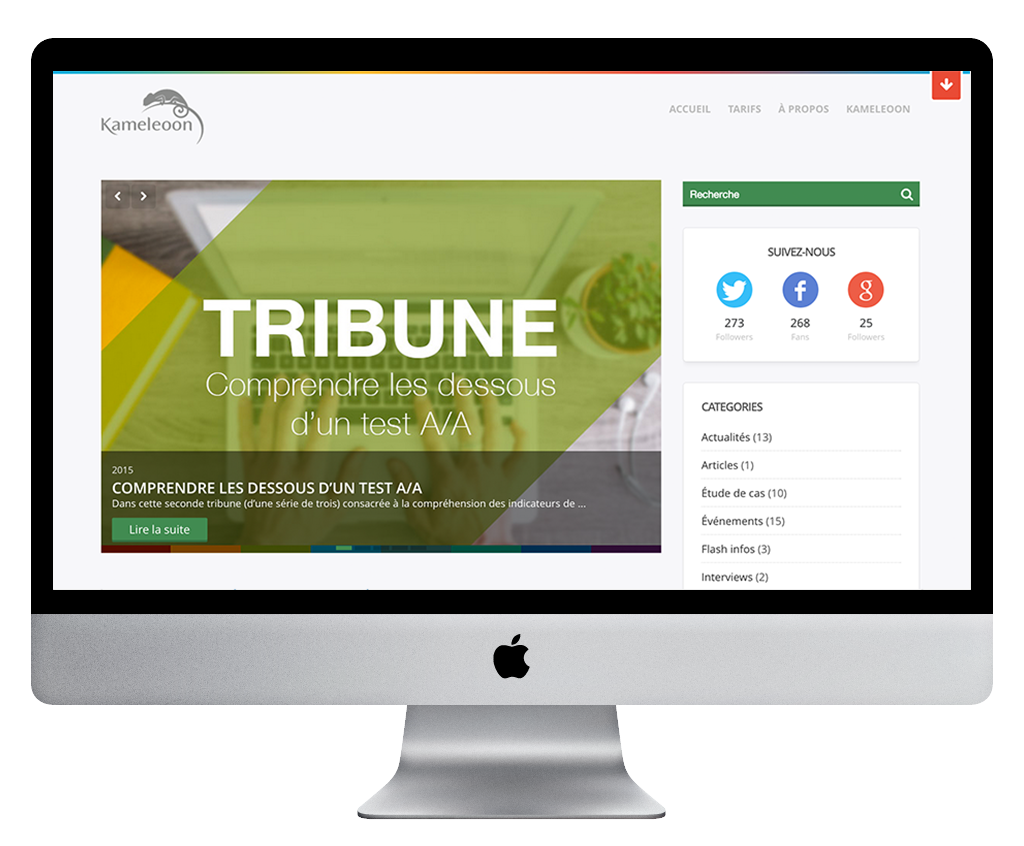 Kameleoon
ACCUEIL TARIFS À PROPOS KAMELEOON
TRIBUNE
Comprendre les dessous
d'un test A/A
2015
COMPRENDRE LES DESSOUS D'UN TEST A/A
Dans cette seconde tribune (d'une série de trois) consacrée à la compréhension des indicateurs de ...
Lire la suite
Recherche
SUIVEZ-NOUS
273 268 25
Followers Fans Followers
CATEGORIES
Actualités (13)
Articles (1)
Étude de cas (10)
Événements (15)
Flash infos (3)
Interviews (2)